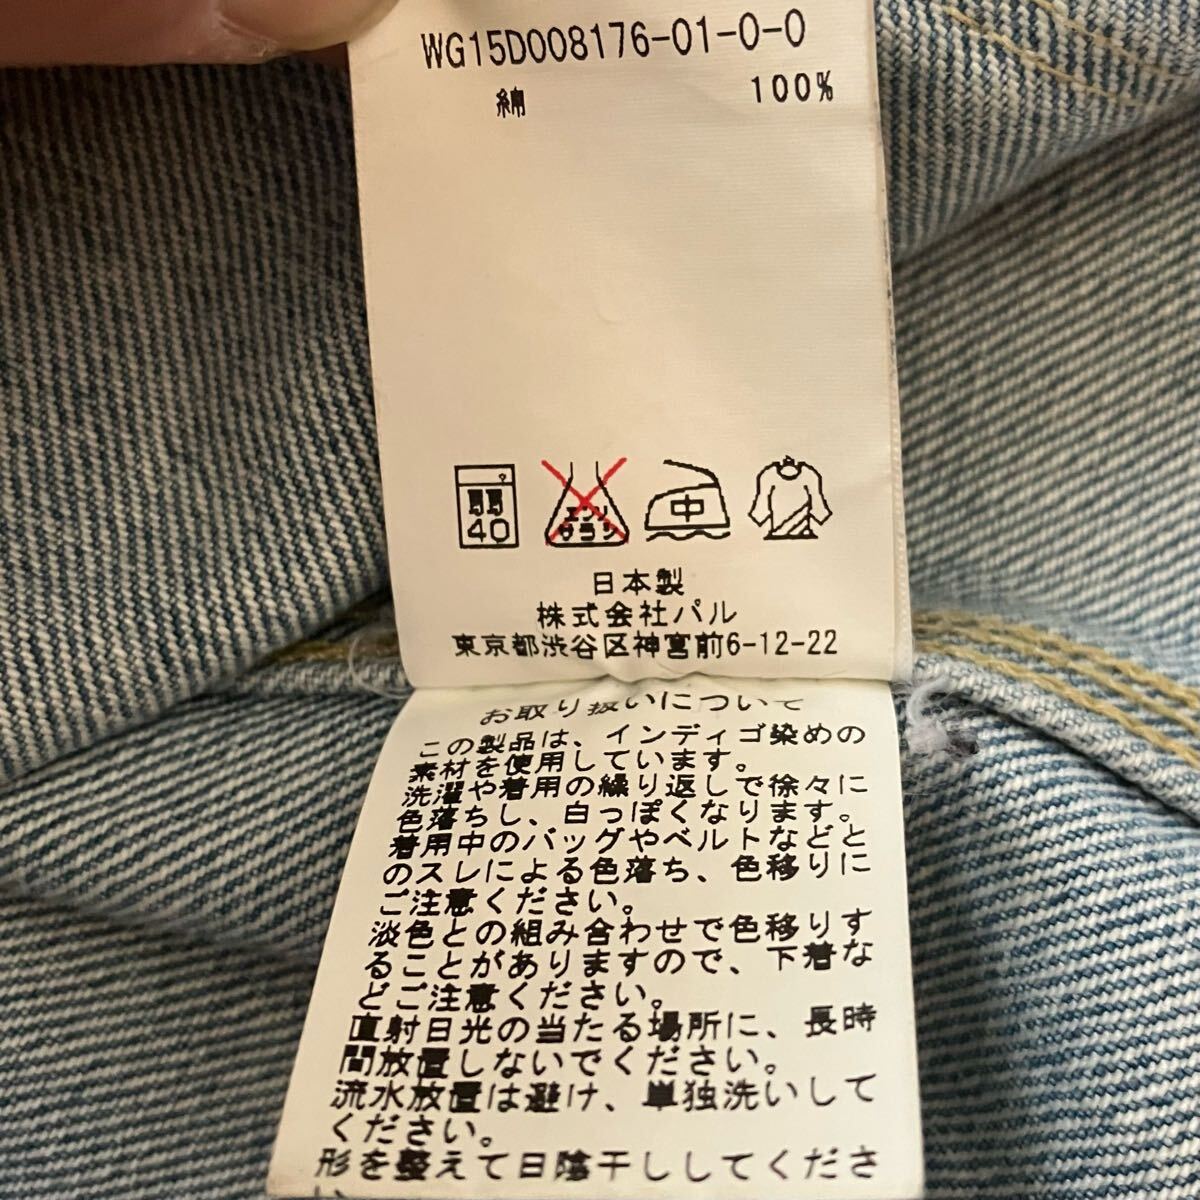 WG15D008176-01-0-0
綿 100%
弱
40
エンソ
サラシ
中
日本製
株式会社パル
東京都渋谷区神宮前6-12-22
お取り扱いについて
この製品は、インディゴ染めの
素材を使用しています。
洗濯や着用の繰り返しで徐々に
色落ちし、白っぽくなります。
着用中のバッグやベルトなどと
のスレによる色落ち、色移りに
ご注意ください。
淡色との組み合わせで色移りす
ることがありますので、下着な
どご注意ください。
直射日光の当たる場所に、長時
間放置しないでください。
流水放置は避け、単独洗いして
ください。
形を整えて日陰干ししてくださ